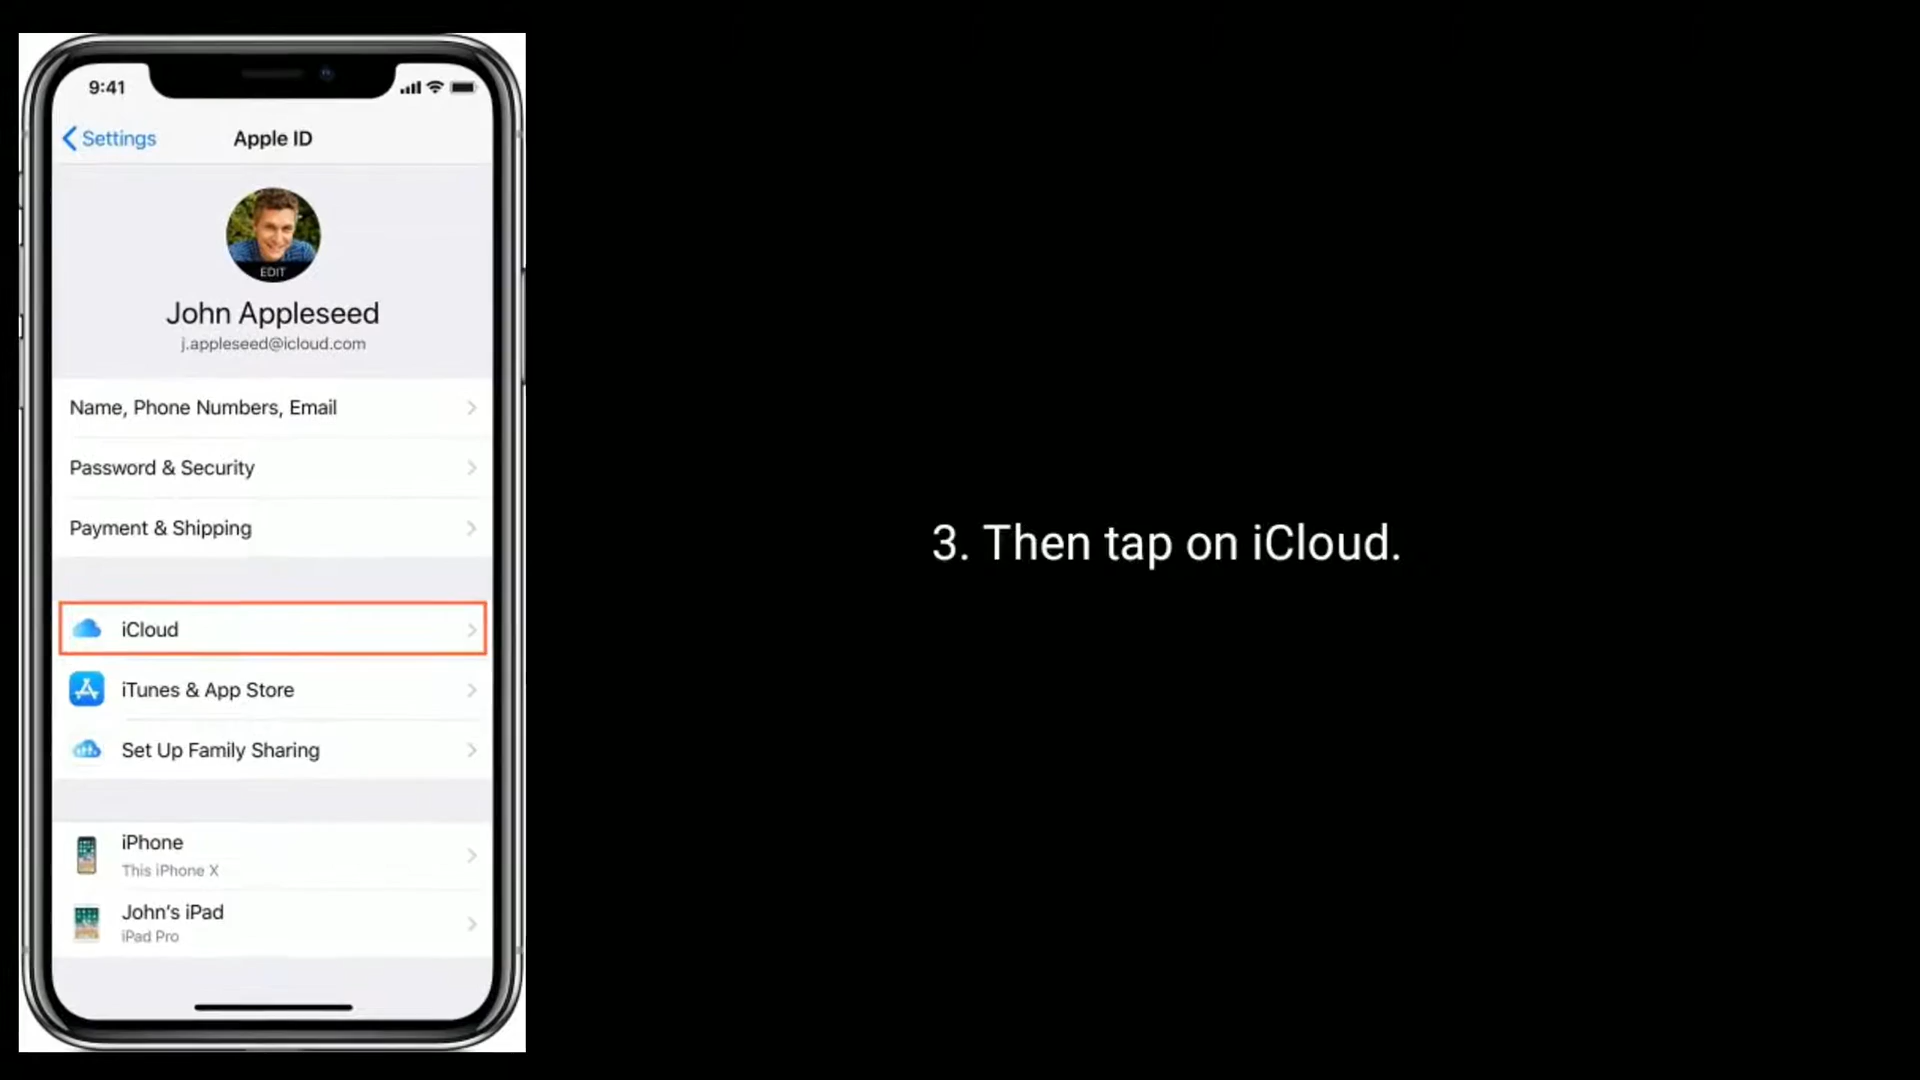 9:41
Settings
Apple ID
EDIT
John Appleseed
j.appleseed@icloud.com
Name, Phone Numbers, Email
Password & Security
Payment & Shipping
iCloud
iTunes & App Store
Set Up Family Sharing
iPhone
This iPhone X
John’s iPad
iPad Pro
3. Then tap on iCloud.